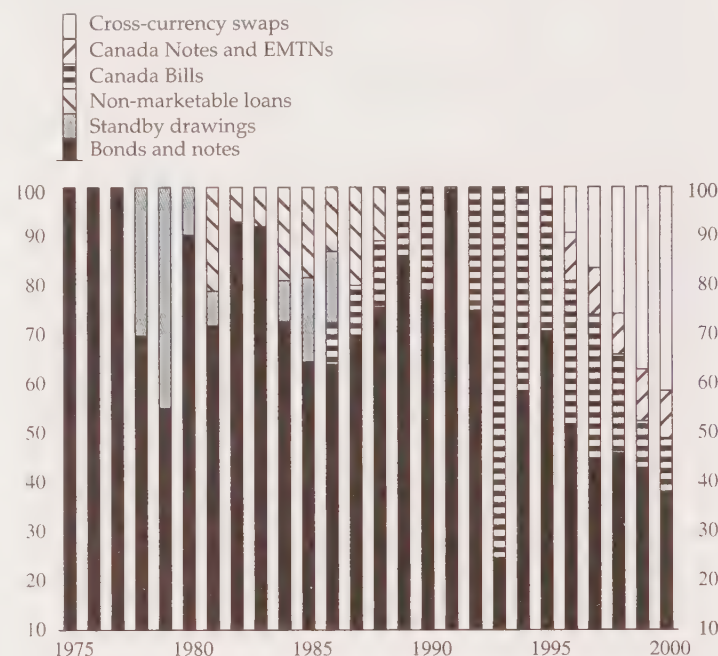 Cross-currency swaps
Canada Notes and EMTNs
Canada Bills
Non-marketable loans
Standby drawings
Bonds and notes
100 100
90 90
80 80
70 70
60 60
50 50
40 40
30 30
20 20
10 10
1975 1980 1985 1990 1995 2000